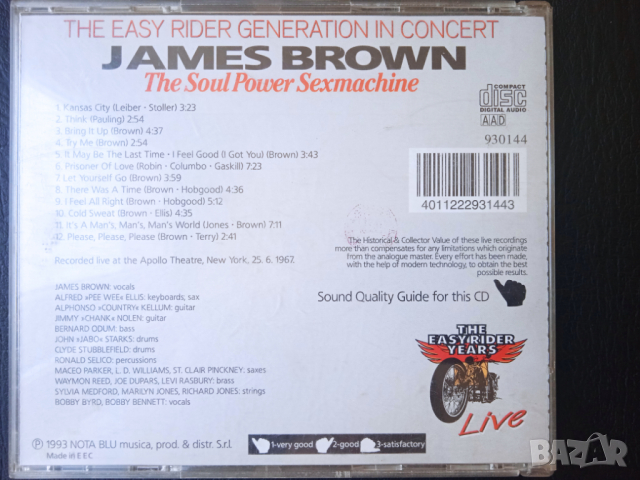 THE EASY RIDER GENERATION IN CONCERT
JAMES BROWN
The Soul Power Sexmachine
1. Kansas City (Leiber · Stoller) 3:23
2. Think (Pauling) 2:54
3. Bring It Up (Brown) 4:37
4. Try Me (Brown) 2:54
5. It May Be The Last Time · I Feel Good (I Got You) (Brown) 3:43
6. Prisoner Of Love (Robin · Columbo · Gaskill) 7:23
7. Let Yourself Go (Brown) 3:59
8. There Was A Time (Brown · Hobgood) 4:36
9. I Feel All Right (Brown · Hobgood) 5:12
10. Cold Sweat (Brown · Ellis) 4:35
11. It's A Man's, Man's, Man's World (Jones · Brown) 7:11
12. Please, Please, Please (Brown · Terry) 2:41
Recorded live at the Apollo Theatre, New York, 25. 6. 1967.
COMPACT
disc
DIGITAL AUDIO
AAD
930144
4011222931443
The Historical & Collector Value of these live recordings
more than compensates for any limitations which originate
from the analogue master. Every effort has been made,
with the help of modern technology, to obtain the best
possible results.
Sound Quality Guide for this CD
JAMES BROWN: vocals
ALFRED »PEE WEE« ELLIS: keyboards, sax
ALPHONSO »COUNTRY« KELLUM: guitar
JIMMY »CHANK« NOLEN: guitar
BERNARD ODUM: bass
JOHN »JABO« STARKS: drums
CLYDE STUBBLEFIELD: drums
RONALD SELICO: percussions
MACEO PARKER, L. D. WILLIAMS, ST. CLAIR PINCKNEY: saxes
WAYMON REED, JOE DUPARS, LEVI RASBURY: brass
SYLVIA MEDFORD, MARILYN JONES, RICHARD JONES: strings
BOBBY BYRD, BOBBY BENNETT: vocals
THE
EASY RIDER
YEARS
Live
℗ 1993 NOTA BLU musica, prod. & distr. S.r.l.
Made in E E C
1-very good 2-good 3-satisfactory
BAZAR.bg